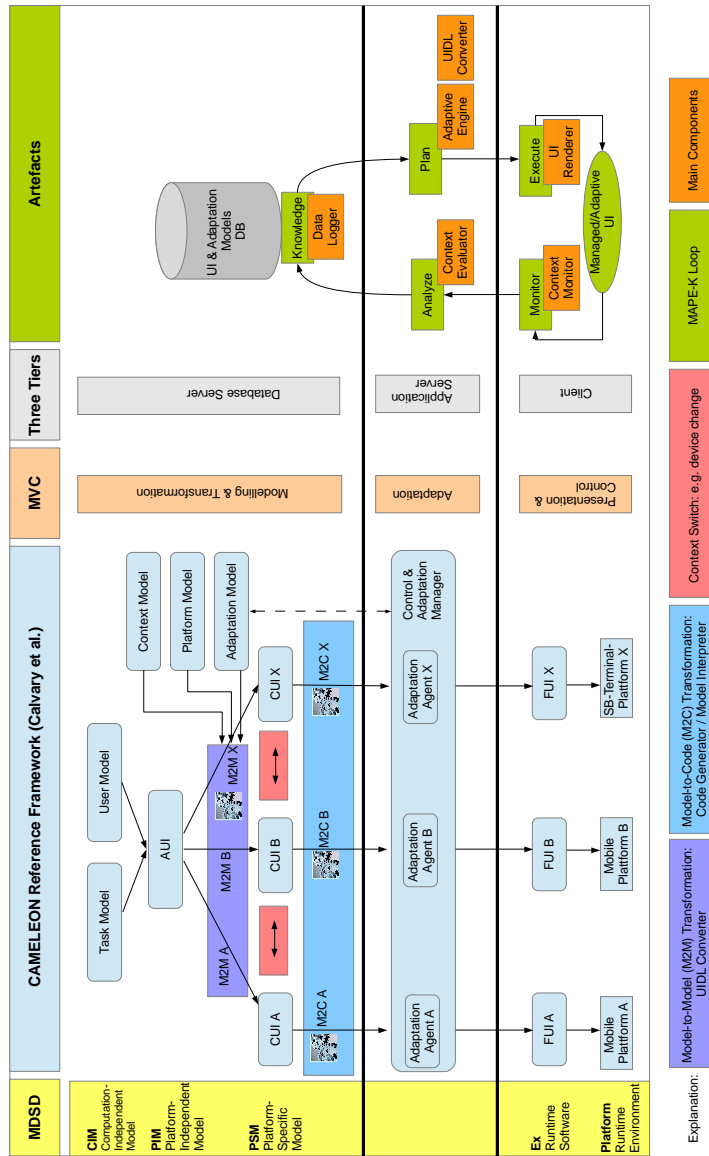 MDSD
CAMELEON Reference Framework (Calvary et al.)
MVC
Three Tiers
Artefacts
CIM
Computation-
Independent
Model
PIM
Platform-
Independent
Model
PSM
Platform-
Specific
Model
Ex
Runtime
Software
Platform
Runtime
Environment
Task Model
User Model
AUI
Context Model
Platform Model
Adaptation Model
M2M A
M2M B
M2M X
CUI A
CUI B
CUI X
M2C A
M2C B
M2C X
Adaptation
Agent A
Adaptation
Agent B
Adaptation
Agent X
Control &
Adaptation
Manager
FUI A
FUI B
FUI X
Mobile
Platform A
Mobile
Platform B
SB-Terminal-
Platform X
Modelling & Transformation
Adaptation
Presentation &
Control
Database Server
Application
Server
Client
UI & Adaptation
Models
DB
Knowledge
Data
Logger
Analyze
Context
Evaluator
Plan
Adaptive
Engine
UIDL
Converter
Monitor
Context
Monitor
Execute
UI
Renderer
Managed/Adaptive
UI
Explanation:
Model-to-Model (M2M) Transformation:
UIDL Converter
Model-to-Code (M2C) Transformation:
Code Generator / Model Interpreter
Context Switch: e.g. device change
MAPE-K Loop
Main Components